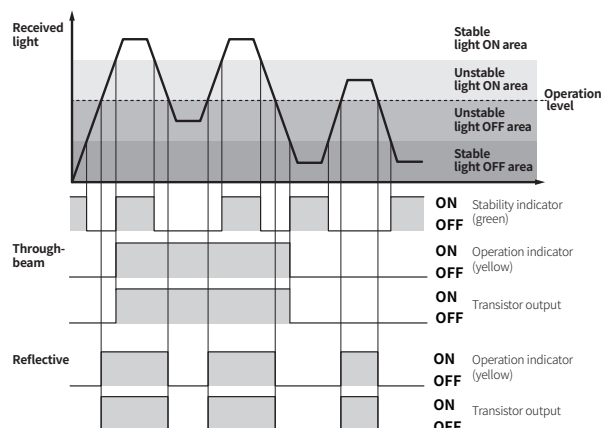 Received
light
Stable
light ON area
Unstable
light ON area
Operation
level
Unstable
light OFF area
Stable
light OFF area
ON
OFF
Stability indicator
(green)
Through-
beam
ON
OFF
Operation indicator
(yellow)
ON
OFF
Transistor output
Reflective
ON
OFF
Operation indicator
(yellow)
ON
OFF
Transistor output